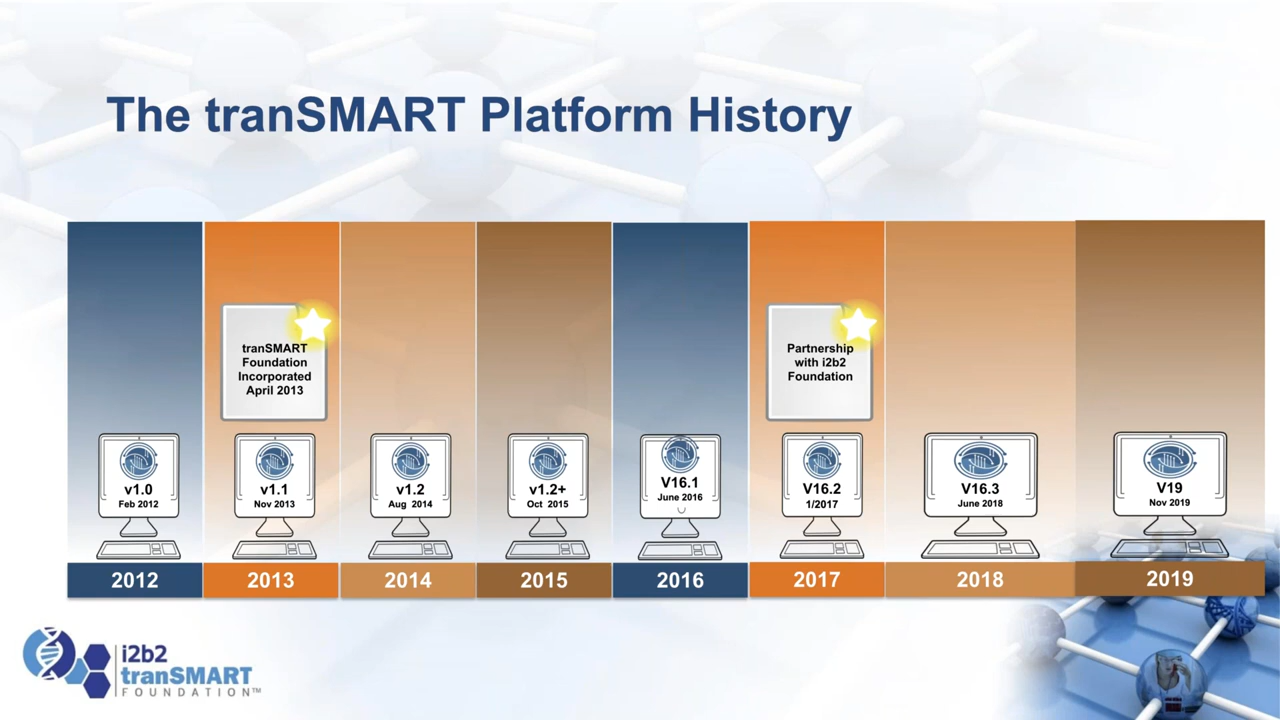 The tranSMART Platform History
tranSMART
Foundation
Incorporated
April 2013
Partnership
with i2b2
Foundation
v1.0
Feb 2012
v1.1
Nov 2013
v1.2
Aug 2014
v1.2+
Oct 2015
V16.1
June 2016
V16.2
1/2017
V16.3
June 2018
V19
Nov 2019
2012
2013
2014
2015
2016
2017
2018
2019
i2b2
tranSMART
FOUNDATION™